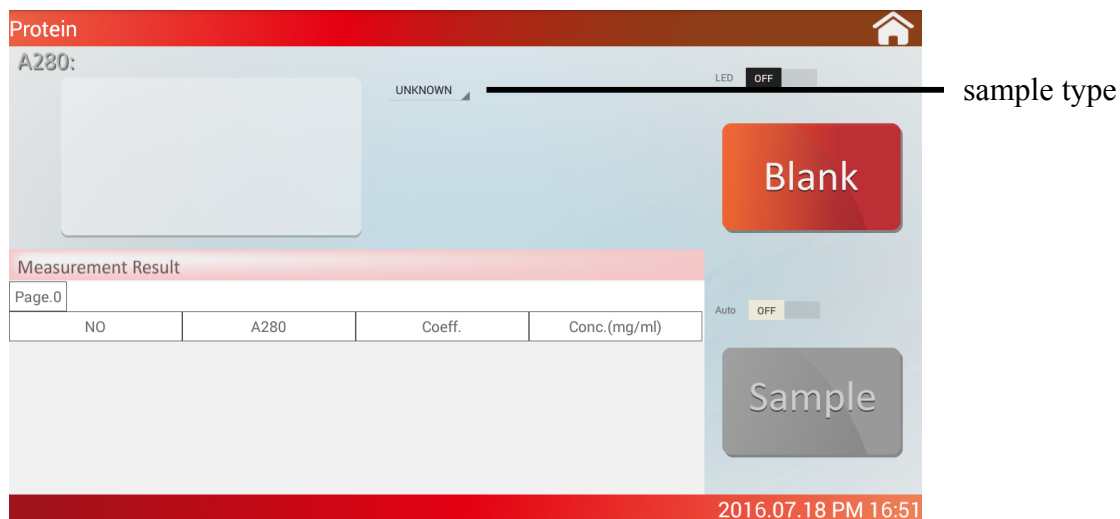 Protein
A280:
UNKNOWN
LED OFF
sample type
Blank
Measurement Result
Page.0
NO A280 Coeff. Conc.(mg/ml)
Auto OFF
Sample
2016.07.18 PM 16:51